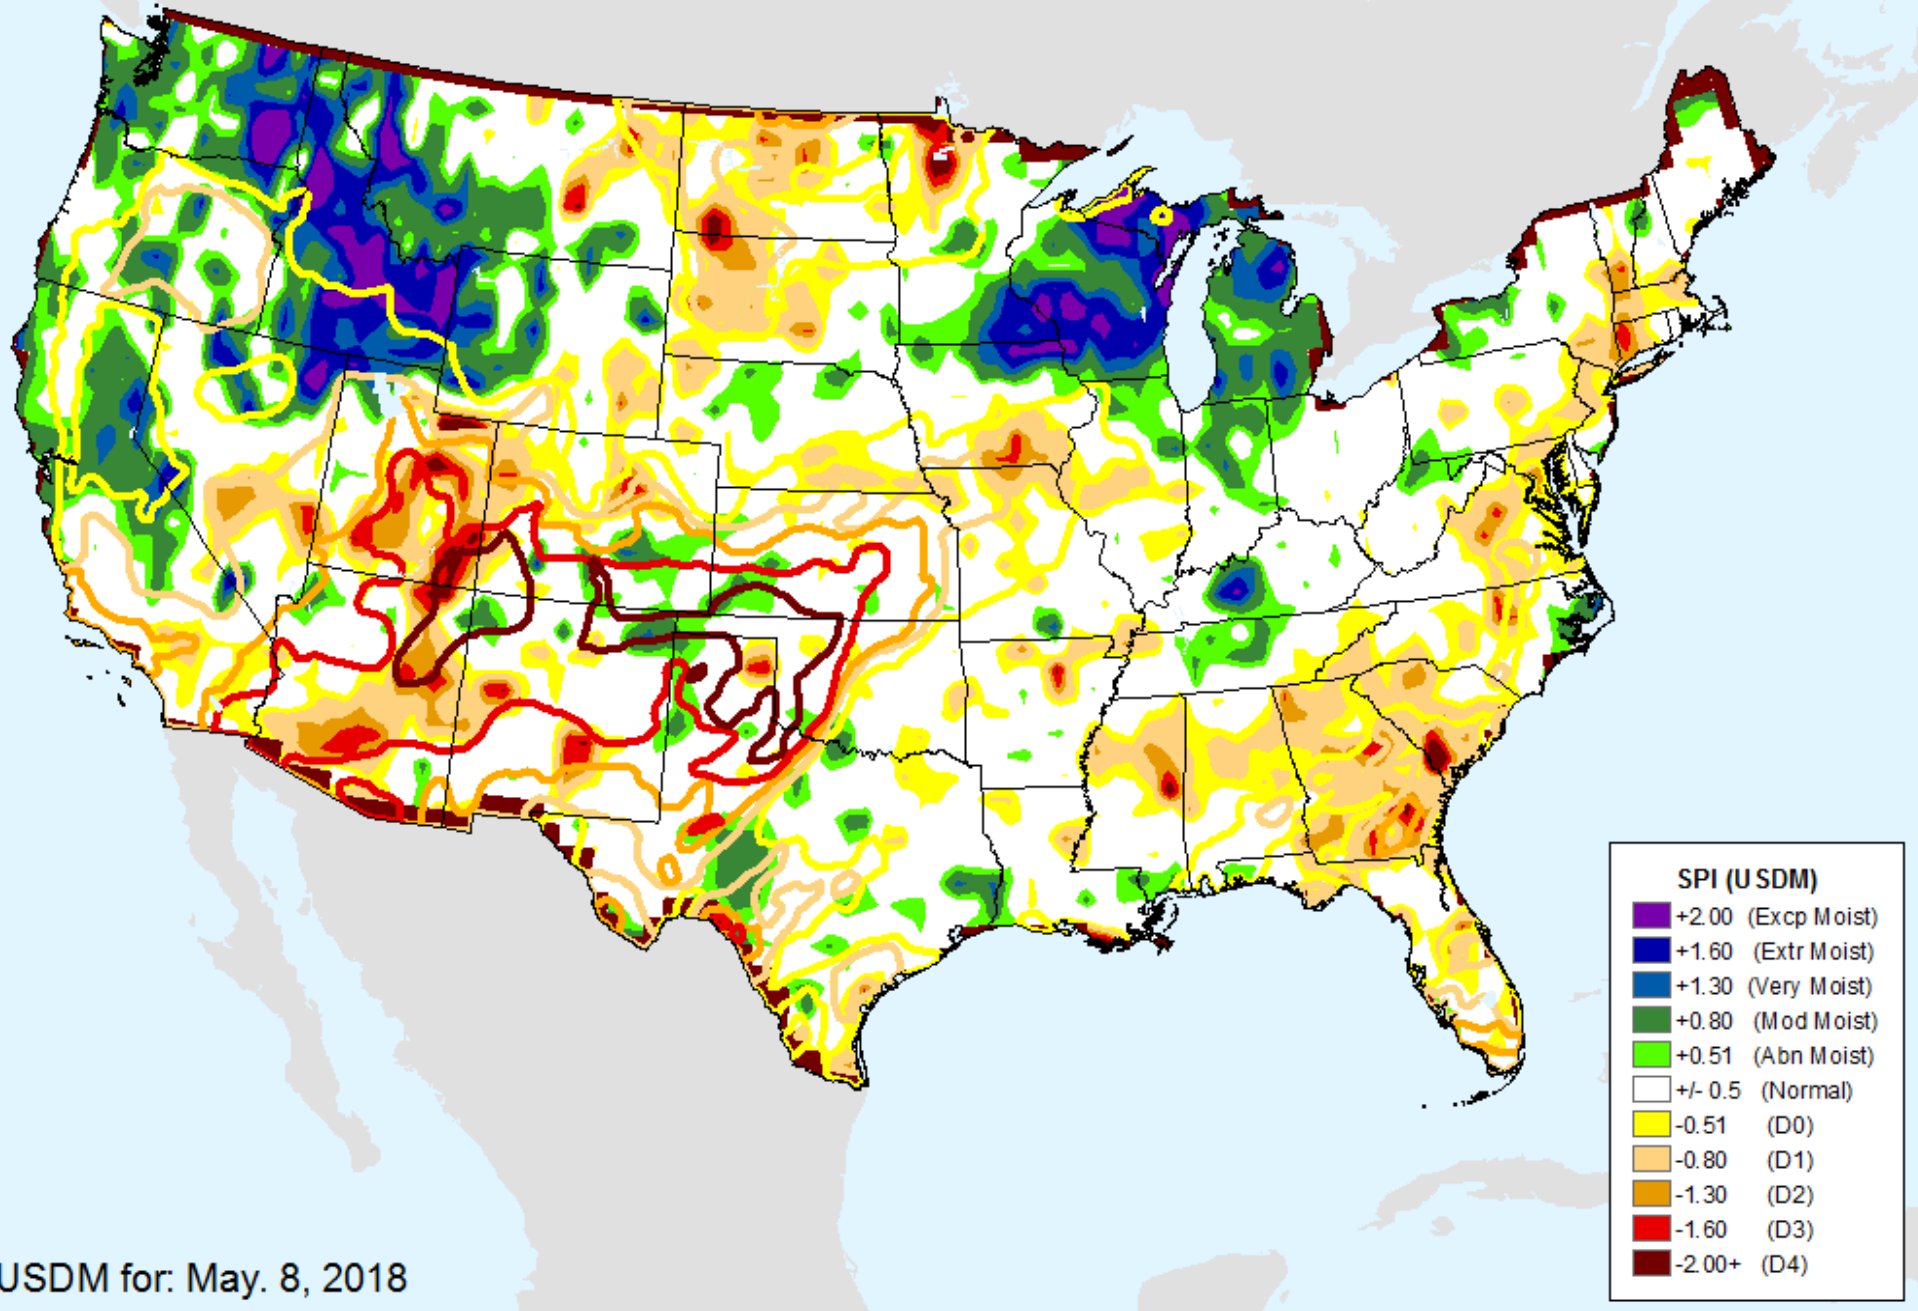 SPI (USDM)
+2.00 (Excp Moist)
+1.60 (Extr Moist)
+1.30 (Very Moist)
+0.80 (Mod Moist)
+0.51 (Abn Moist)
+/- 0.5 (Normal)
-0.51 (D0)
-0.80 (D1)
-1.30 (D2)
-1.60 (D3)
-2.00+ (D4)
USDM for: May. 8, 2018